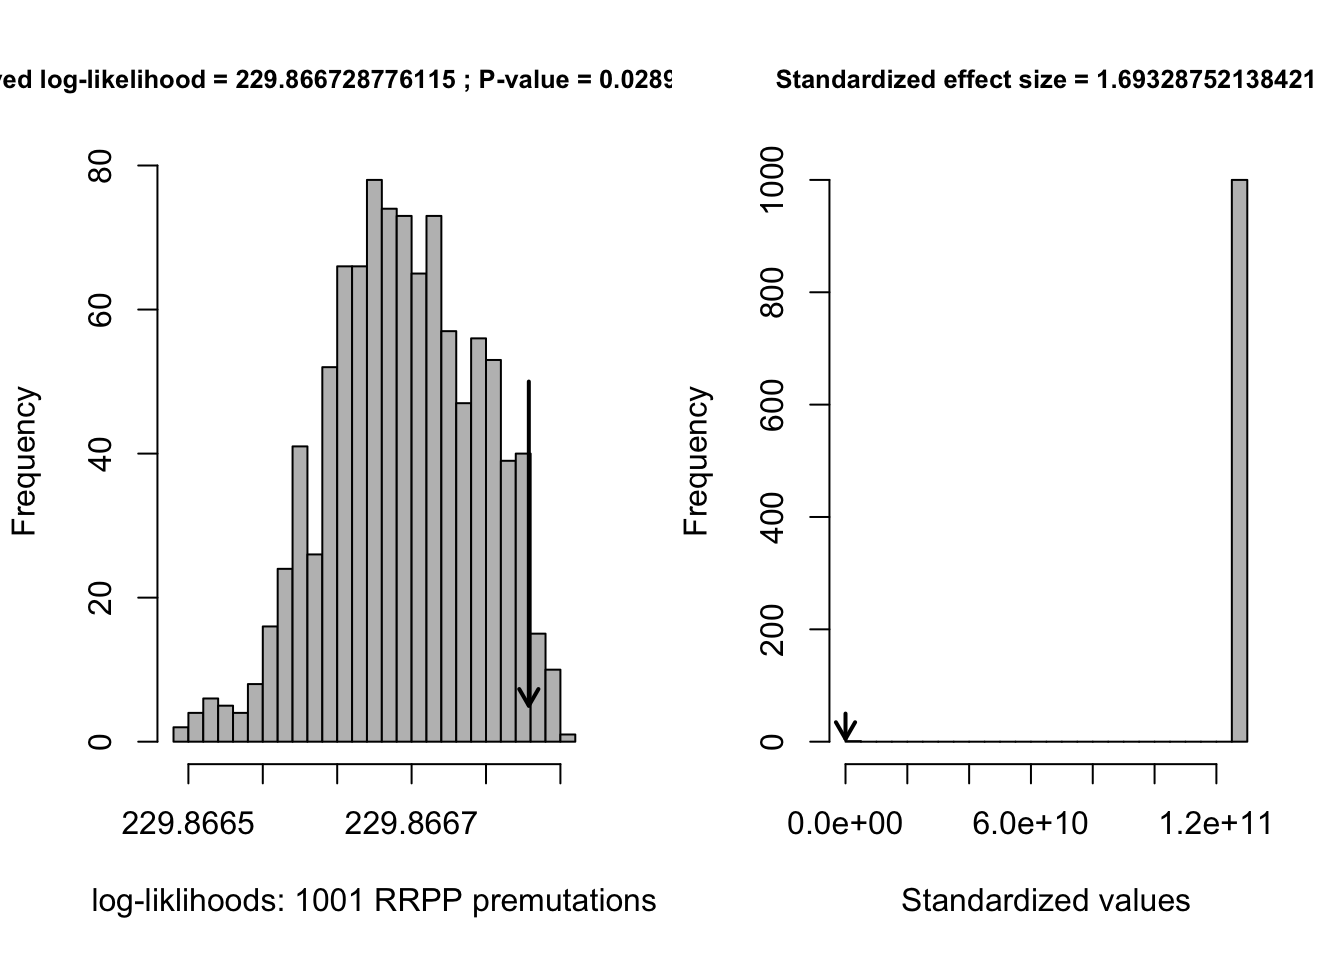 ved log-likelihood = 229.866728776115 ; P-value = 0.0289
80
60
40
20
0
Frequency
229.8665 229.8667
log-liklihoods: 1001 RRPP premutations
Standardized effect size = 1.69328752138421
1000
800
600
400
200
0
Frequency
0.0e+00 6.0e+10 1.2e+11
Standardized values